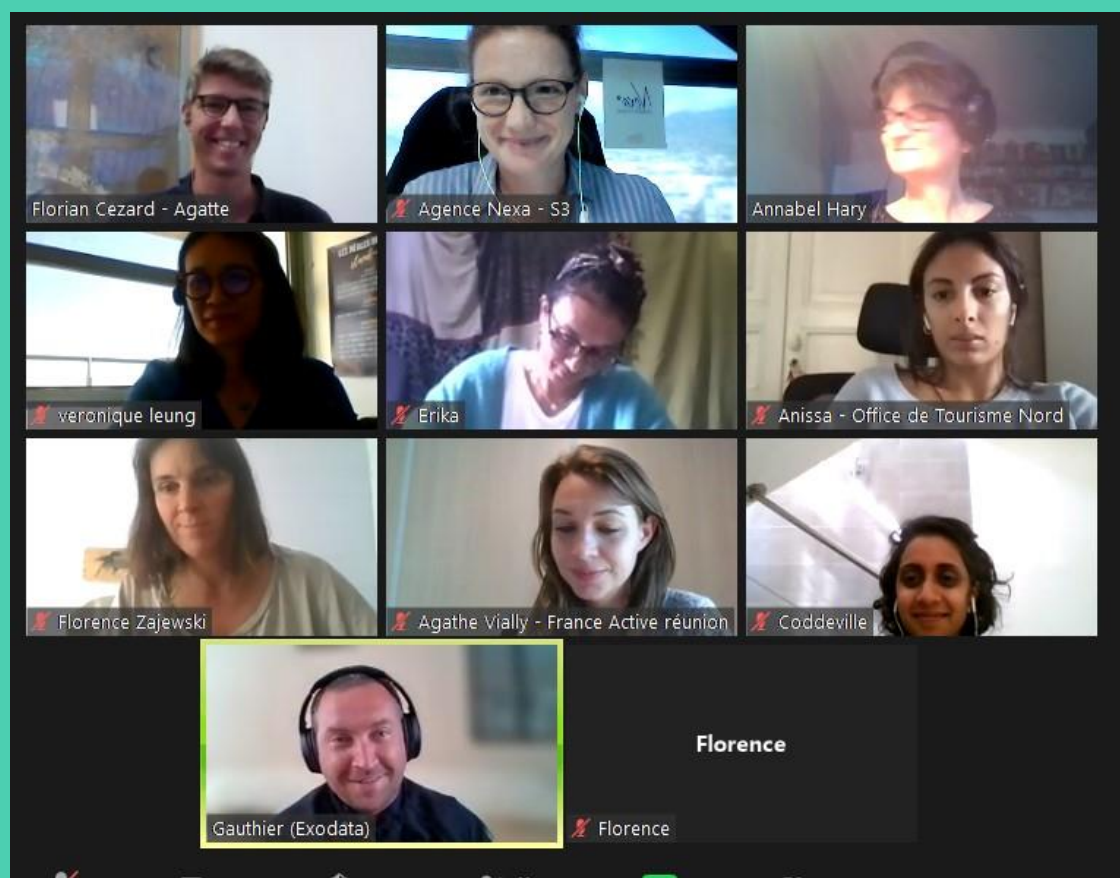 Florian Cezard - Agatte
Agence Nexa - S3
Annabel Hary
veronique leung
Erika
Anissa - Office de Tourisme Nord
Florence Zajewski
Agathe Vially - France Active réunion
Coddeville
Florence
Gauthier (Exodata)
Florence